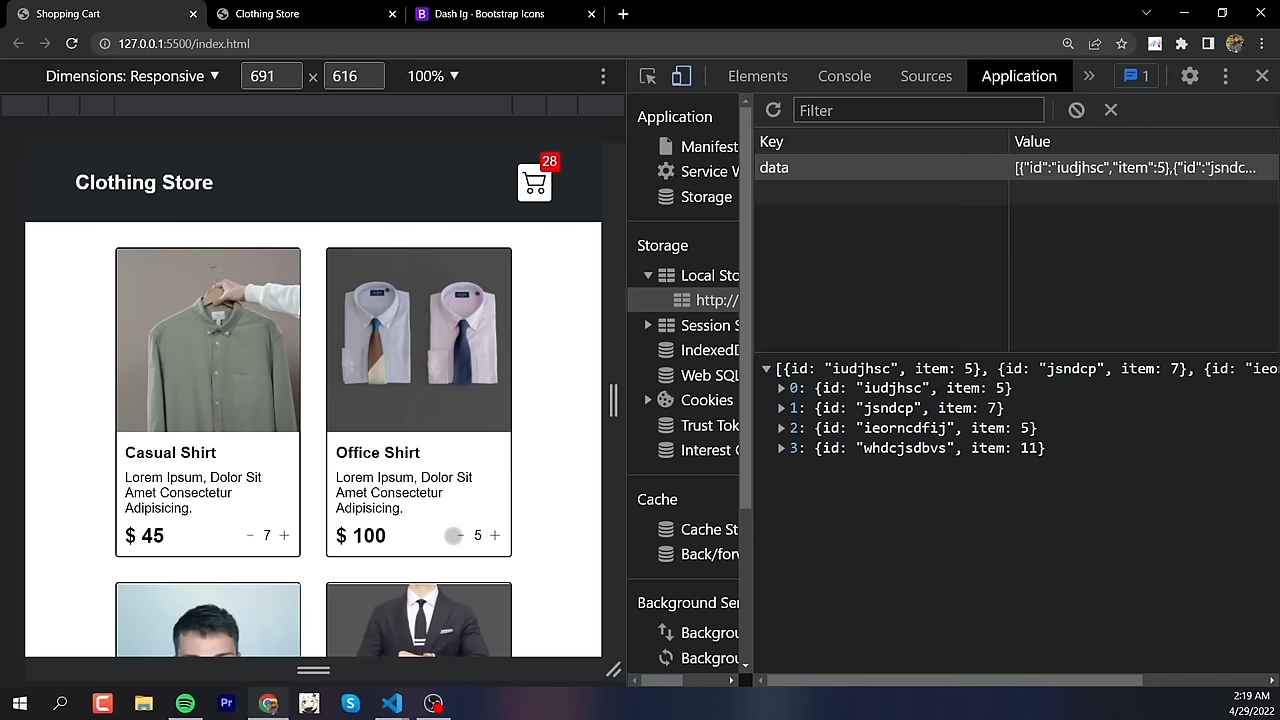 Shopping Cart
Clothing Store
Dash lg · Bootstrap Icons
127.0.0.1:5500/index.html
Dimensions: Responsive
691
×
616
100%
Elements
Console
Sources
Application
1
Application
Manifest
Service W
Storage
Storage
Local Sto
http://
Session S
IndexedD
Web SQL
Cookies
Trust Tok
Interest G
Cache
Cache St
Back/forw
Background Ser
Backgrou
Backgrou
Filter
Key
Value
data
[{"id":"iudjhsc","item":5},{"id":"jsndc...
[{id: "iudjhsc", item: 5}, {id: "jsndcp", item: 7}, {id: "ieo
0: {id: "iudjhsc", item: 5}
1: {id: "jsndcp", item: 7}
2: {id: "ieorncdfij", item: 5}
3: {id: "whdcjsdbvs", item: 11}
Clothing Store
28
Casual Shirt
Lorem Ipsum, Dolor Sit
Amet Consectetur
Adipisicing.
$ 45
- 7 +
Office Shirt
Lorem Ipsum, Dolor Sit
Amet Consectetur
Adipisicing.
$ 100
- 5 +
2:19 AM
4/29/2022